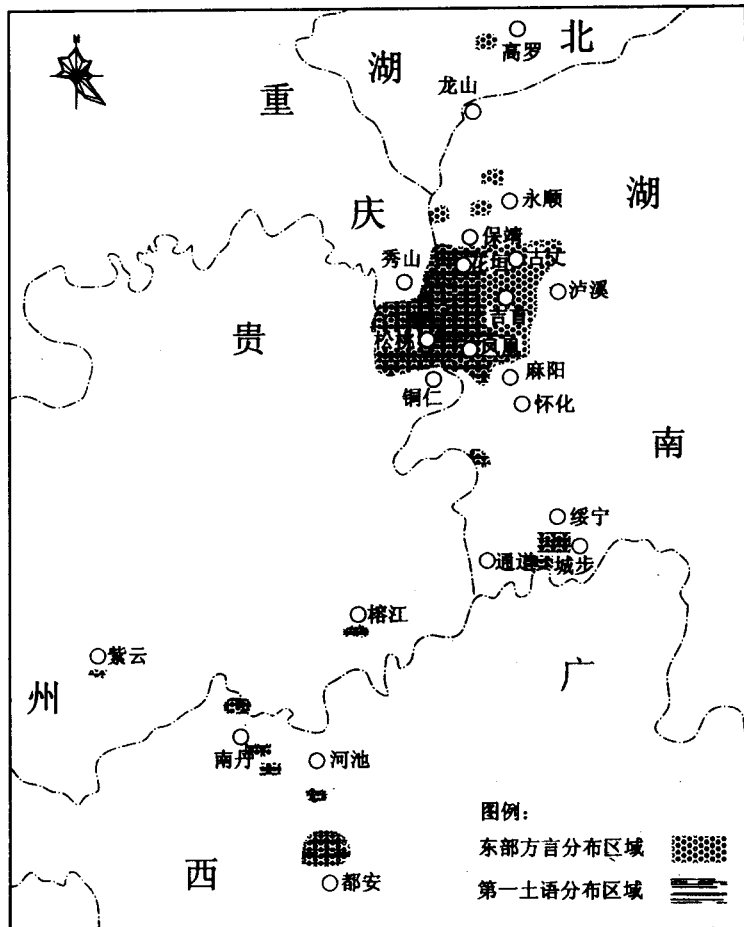 N
北
湖
高罗
龙山
重
湖
永顺
庆
保靖
秀山
花垣
古丈
泸溪
吉首
贵
松桃
凤凰
麻阳
铜仁
怀化
南
绥宁
通道
城步
榕江
紫云
广
州
南丹
河池
图例:
东部方言分布区域
西
都安
第一土语分布区域